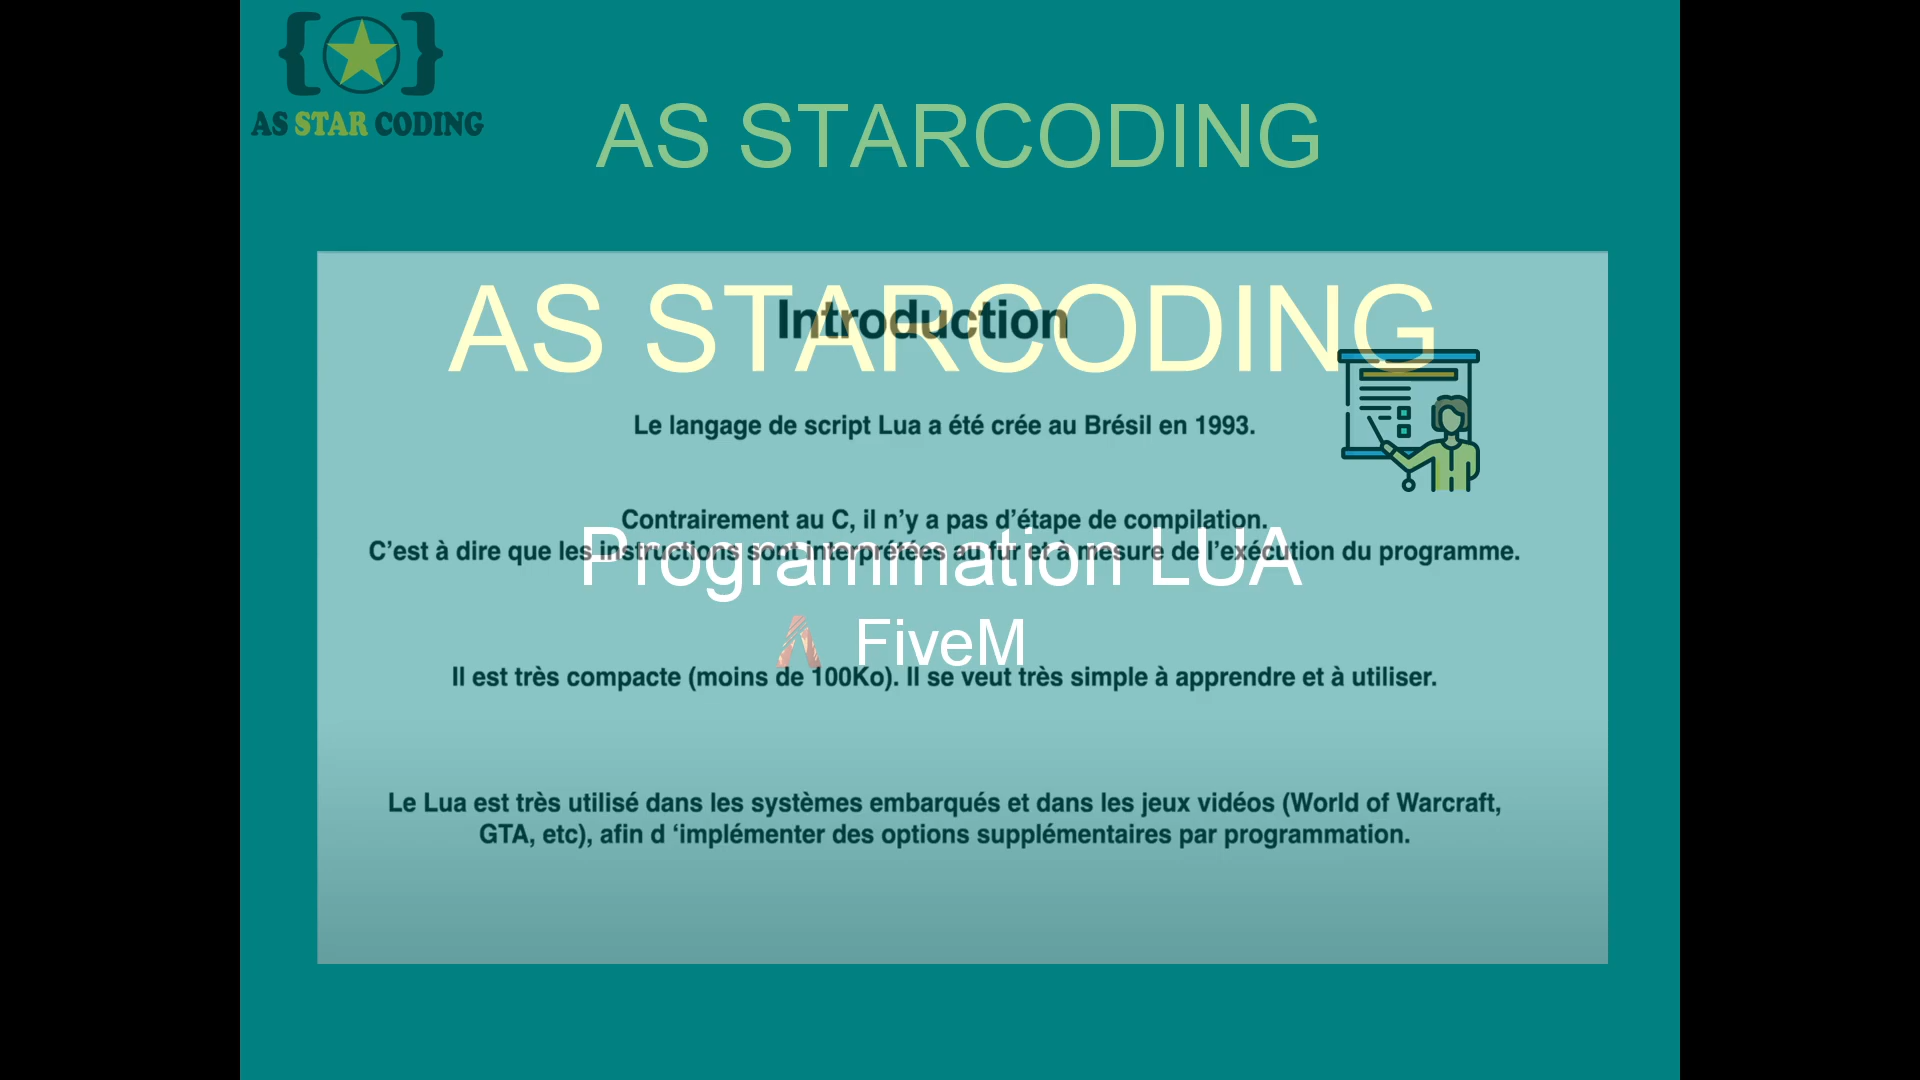 AS STAR CODING
AS STARCODING
AS STARCODING
Introduction
Le langage de script Lua a été crée au Brésil en 1993.
Contrairement au C, il n’y a pas d’étape de compilation.
C’est à dire que les instructions sont interprétées au fur et à mesure de l’exécution du programme.
Programmation LUA
FiveM
Il est très compacte (moins de 100Ko). Il se veut très simple à apprendre et à utiliser.
Le Lua est très utilisé dans les systèmes embarqués et dans les jeux vidéos (World of Warcraft,
GTA, etc), afin d ‘implémenter des options supplémentaires par programmation.